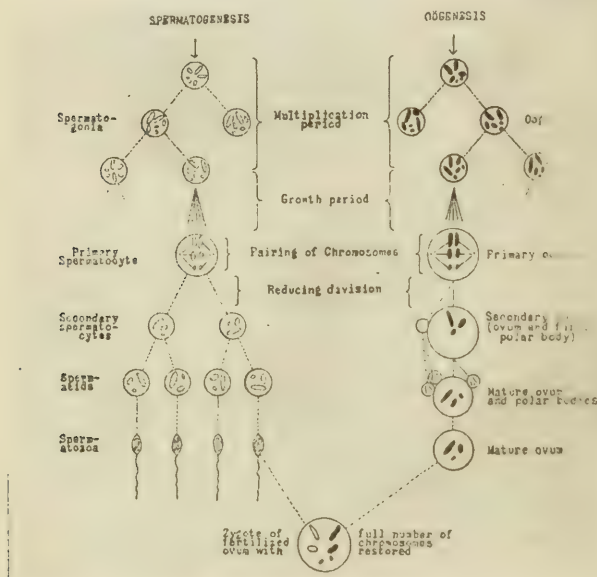 SPERMATOGENESIS
OÖGENESIS
Spermato-
gonia
Multiplication
period
Growth period
Primary
Spermatocyte
Pairing of Chromosomes
Primary
Reducing division
Secondary
spermato-
cytes
Secondary
(ovum and
polar body)
Sperm-
atids
Mature ovum
and polar bodies
Sperm-
atozoa
Mature ovum
Zygote of
fertilized
ovum with
full number of
chromosomes
restored